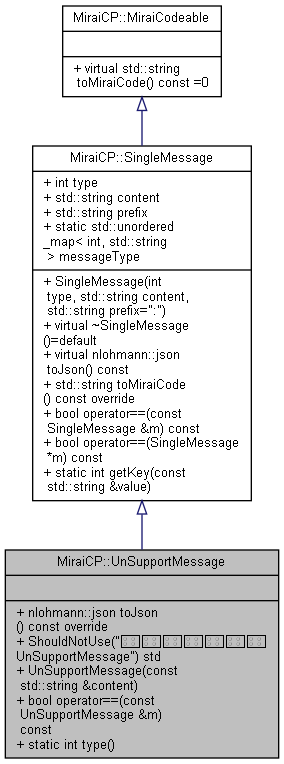 MiraiCP::MiraiCodeable
+ virtual std::string
toMiraiCode() const =0
MiraiCP::SingleMessage
+ int type
+ std::string content
+ std::string prefix
+ static std::unordered
_map< int, std::string
> messageType
+ SingleMessage(int
type, std::string content,
std::string prefix=":")
+ virtual ~SingleMessage
()=default
+ virtual nlohmann::json
toJson() const
+ std::string toMiraiCode
() const override
+ bool operator==(const
SingleMessage &m) const
+ bool operator==(SingleMessage
*m) const
+ static int getKey(const
std::string &value)
MiraiCP::UnSupportMessage
+ nlohmann::json toJson
() const override
+ ShouldNotUse("
UnSupportMessage") std
+ UnSupportMessage(const
std::string &content)
+ bool operator==(const
UnSupportMessage &m)
const
+ static int type()